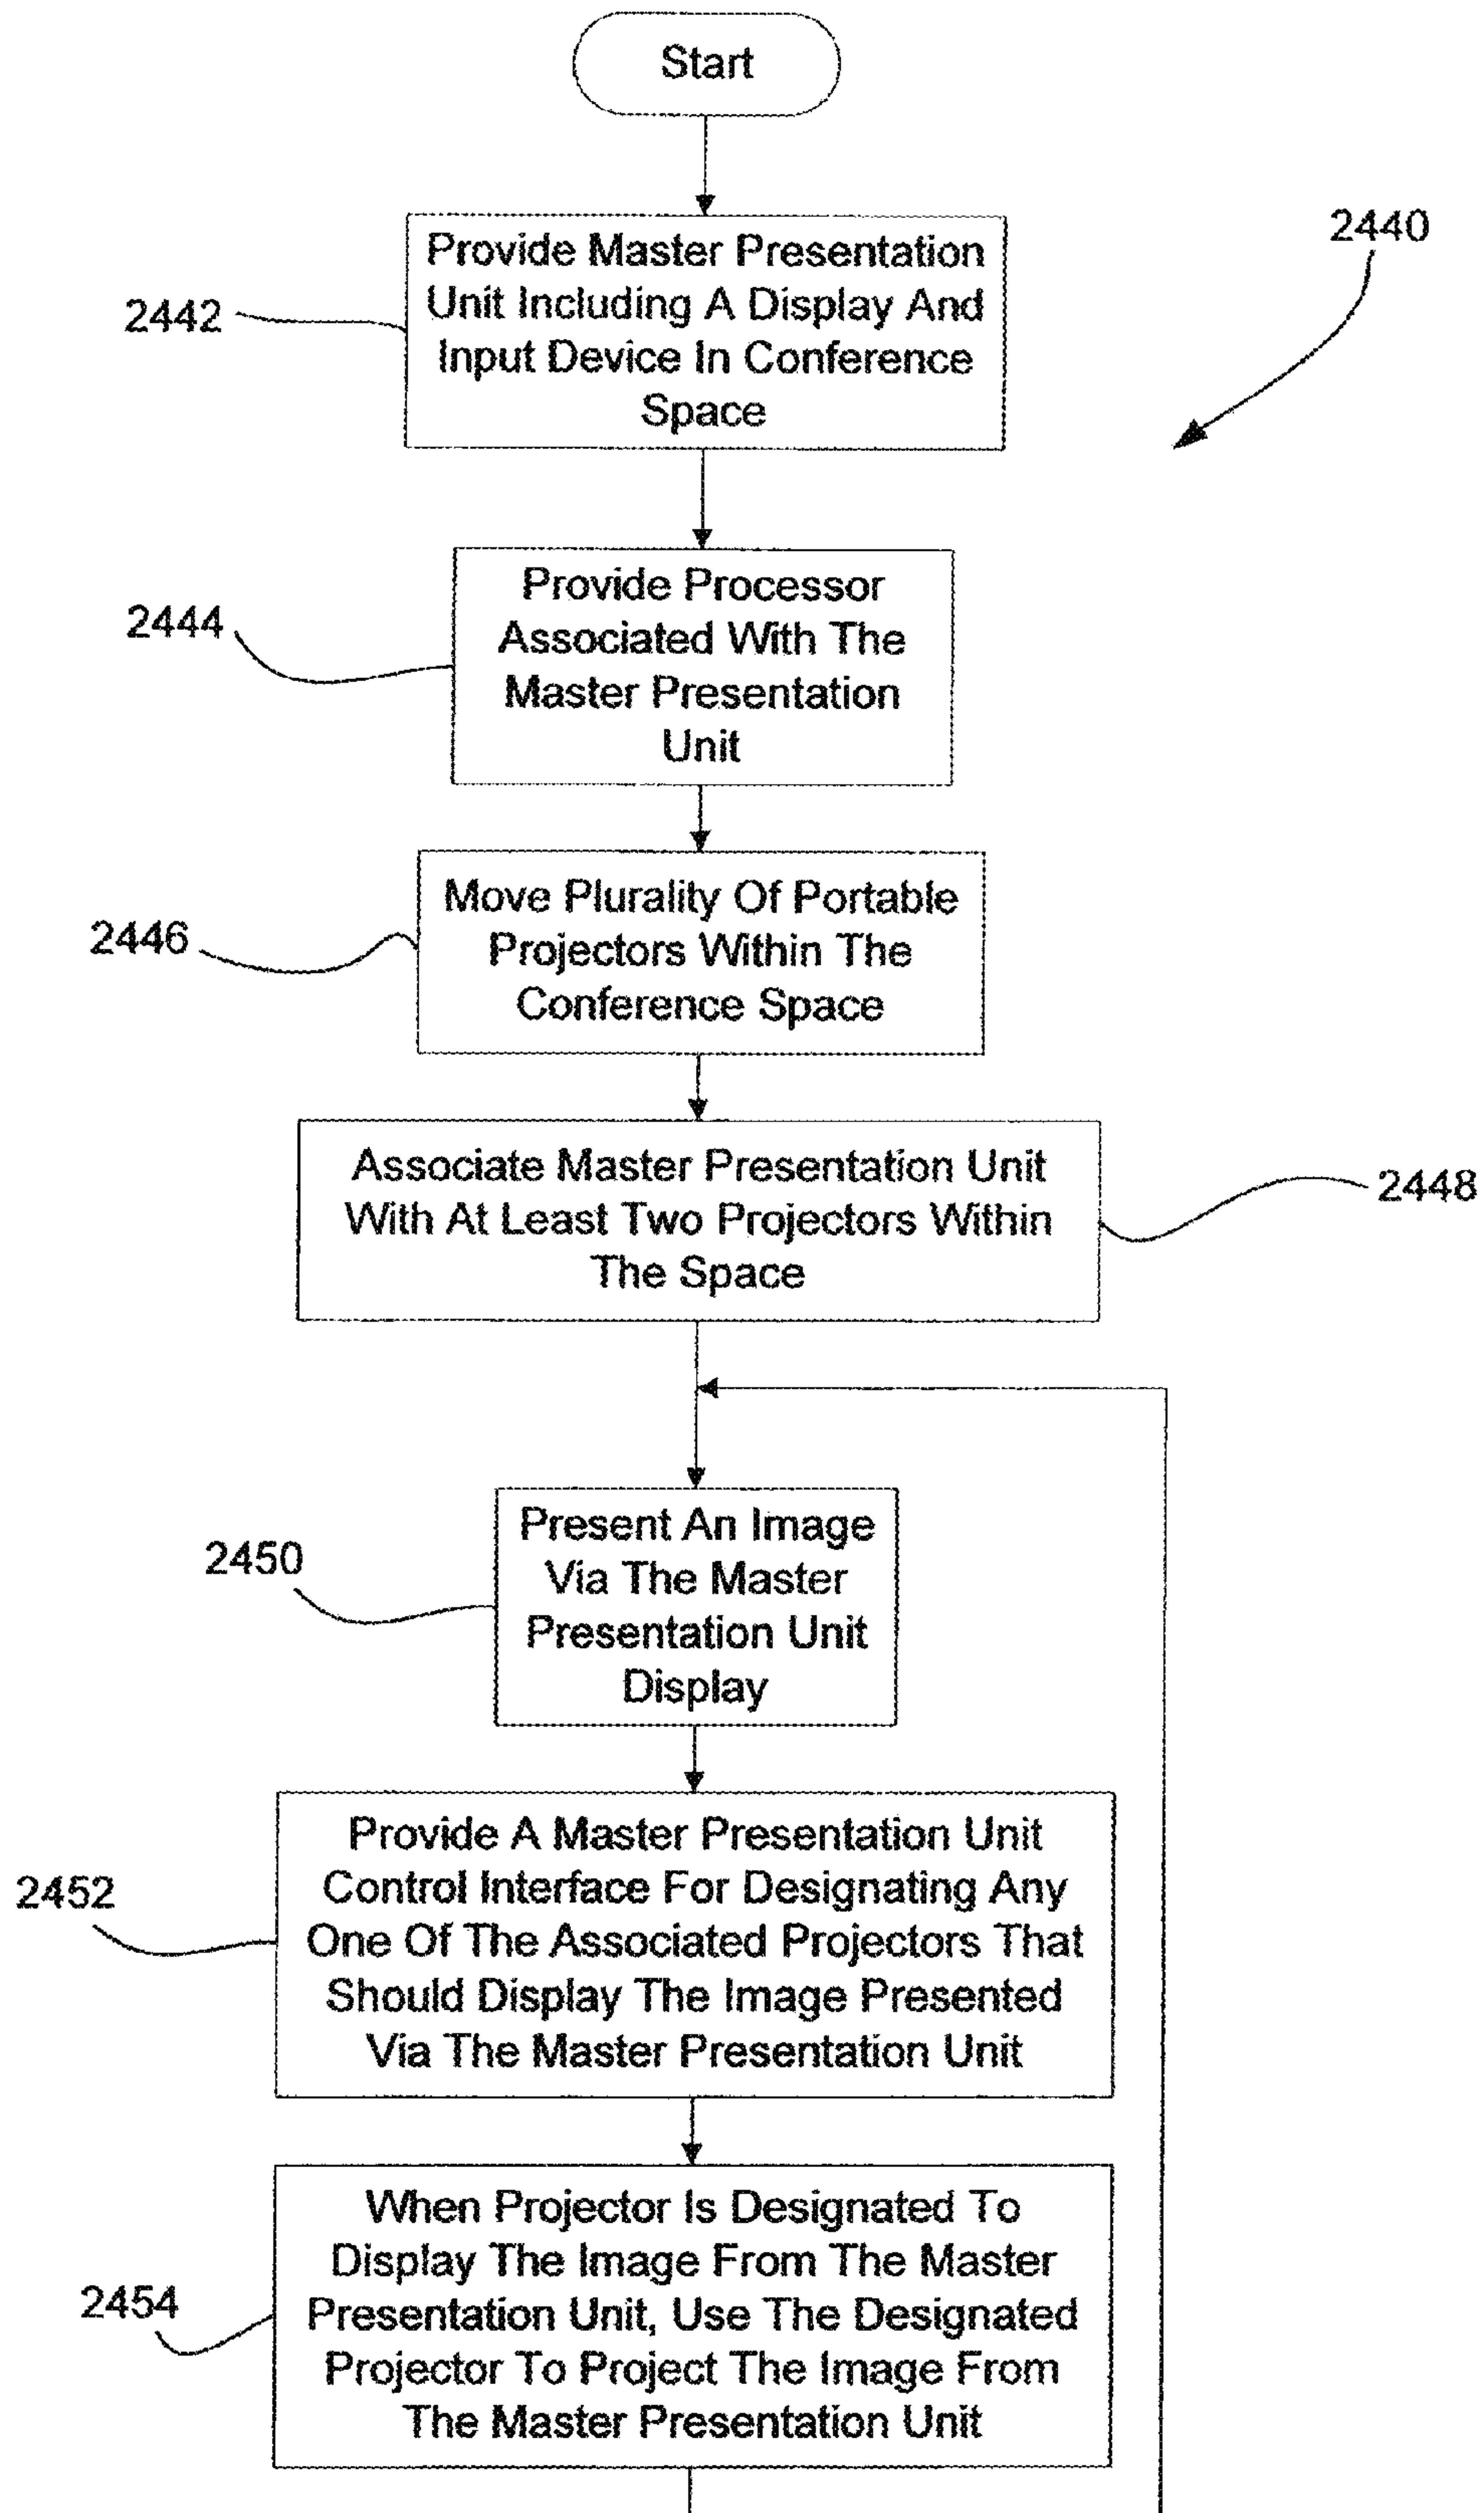 Start
2440
Provide Master Presentation
Unit Including A Display And
Input Device In Conference
Space
2442
Provide Processor
Associated With The
Master Presentation
Unit
2444
Move Plurality Of Portable
Projectors Within The
Conference Space
2446
Associate Master Presentation Unit
With At Least Two Projectors Within
The Space
2448
Present An Image
Via The Master
Presentation Unit
Display
2450
Provide A Master Presentation Unit
Control Interface For Designating Any
One Of The Associated Projectors That
Should Display The Image Presented
Via The Master Presentation Unit
2452
When Projector Is Designated To
Display The Image From The Master
Presentation Unit, Use The Designated
Projector To Project The Image From
The Master Presentation Unit
2454